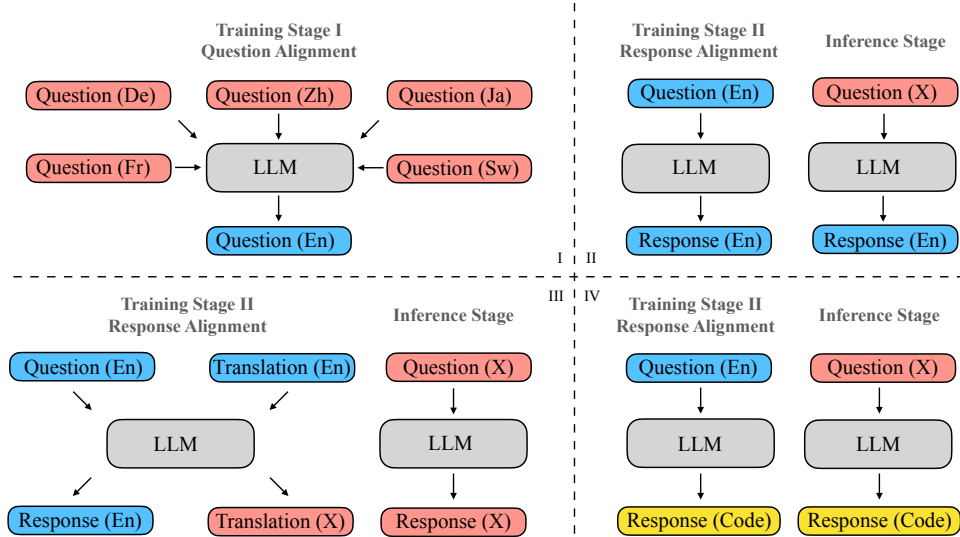 Training Stage I
Question Alignment
Question (De)
Question (Zh)
Question (Ja)
Question (Fr)
LLM
Question (Sw)
Question (En)
I
Training Stage II
Response Alignment
Inference Stage
Question (En)
Question (X)
LLM
LLM
Response (En)
Response (En)
II
III
Training Stage II
Response Alignment
Inference Stage
Question (En)
Translation (En)
Question (X)
LLM
LLM
Response (En)
Translation (X)
Response (X)
IV
Training Stage II
Response Alignment
Inference Stage
Question (En)
Question (X)
LLM
LLM
Response (Code)
Response (Code)